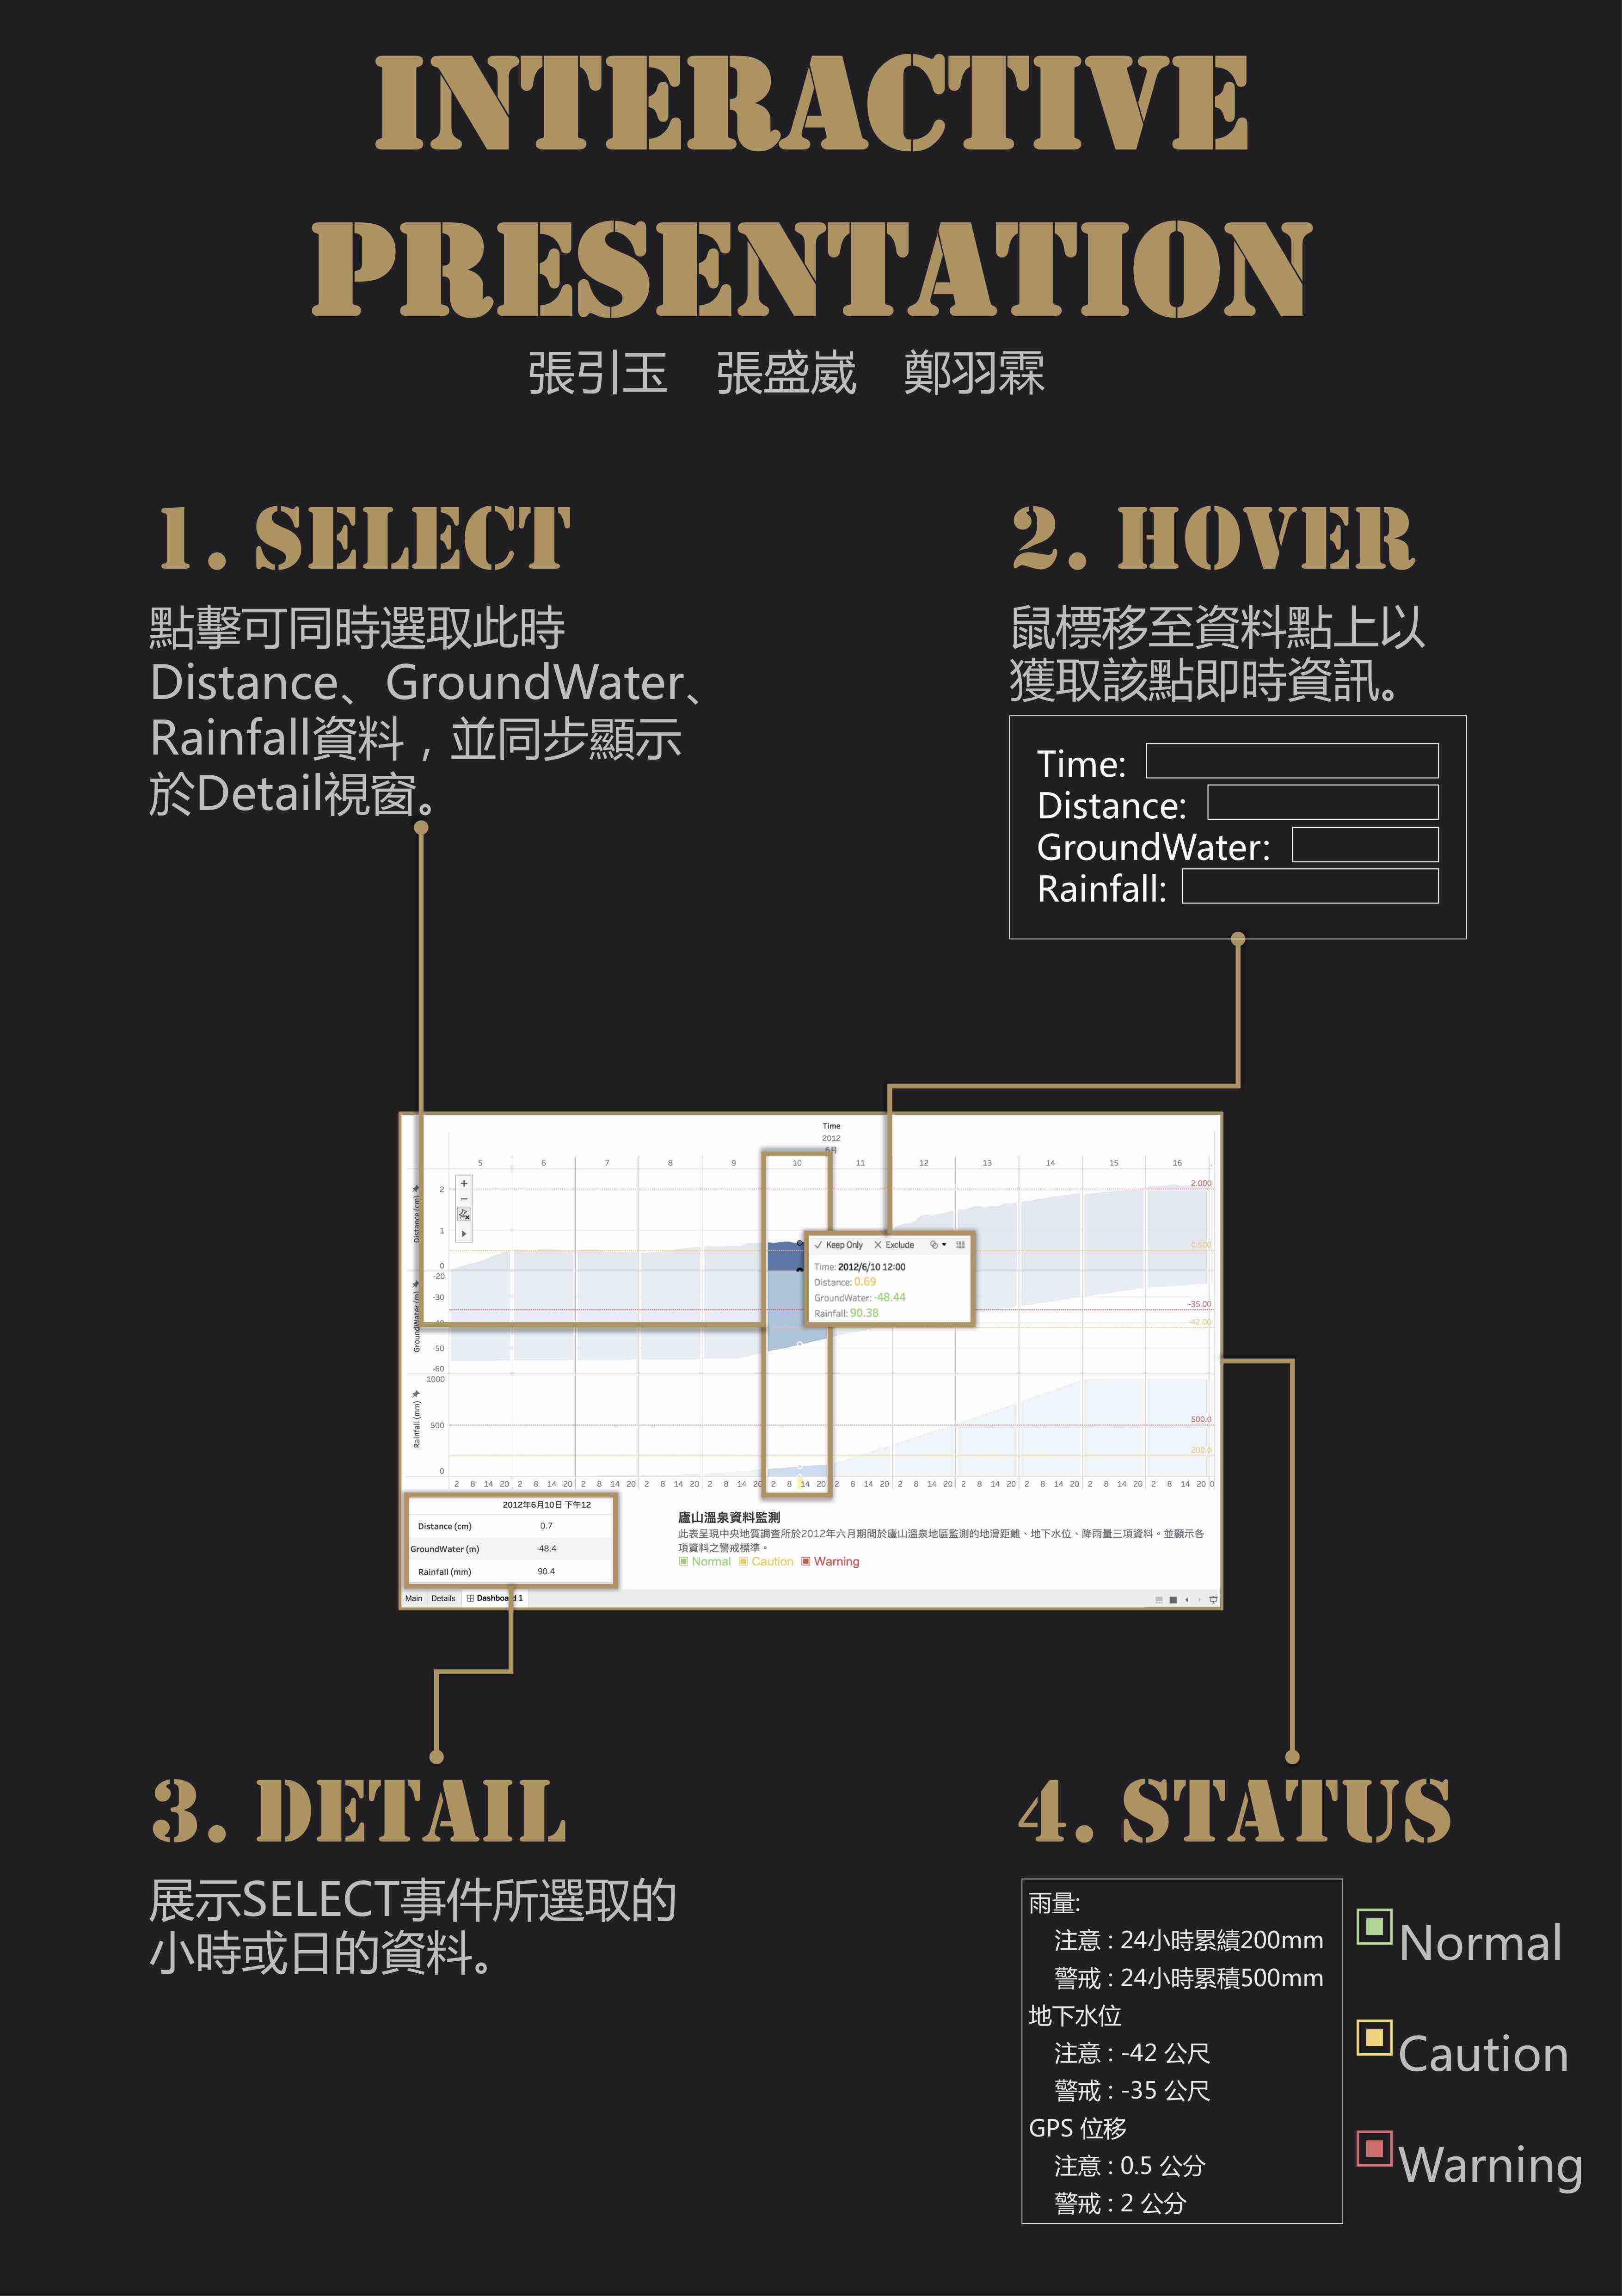 INTERACTIVE
PRESENTATION
張引玉 張盛崴 鄭羽霖
1. SELECT
點擊可同時選取此時
Distance、GroundWater、
Rainfall資料，並同步顯示
於Detail視窗。
2. HOVER
鼠標移至資料點上以
獲取該點即時資訊。
Time:
Distance:
GroundWater:
Rainfall:
Time
2012
6月
5 6 7 8 9 10 11 12 13 14 15 16
Distance (cm)
2
1
0
2.000
0.500
Keep Only Exclude
Time: 2012/6/10 12:00
Distance: 0.69
GroundWater: -48.44
Rainfall: 90.38
GroundWater (m)
-20
-30
-40
-50
-60
-35.00
-42.00
Rainfall (mm)
1000
500
0
500.0
200.0
2 8 14 20 2 8 14 20 2 8 14 20 2 8 14 20 2 8 14 20 2 8 14 20 2 8 14 20 2 8 14 20 2 8 14 20 2 8 14 20 2 8 14 20 2 8 14 20 0
2012年6月10日 下午12
Distance (cm) 0.7
GroundWater (m) -48.4
Rainfall (mm) 90.4
廬山溫泉資料監測
此表呈現中央地質調查所於2012年六月期間於廬山溫泉地區監測的地滑距離、地下水位、降雨量三項資料。並顯示各
項資料之警戒標準。
Normal Caution Warning
Main Details Dashboard 1
3. DETAIL
展示SELECT事件所選取的
小時或日的資料。
4. STATUS
雨量:
注意 : 24小時累績200mm
警戒 : 24小時累積500mm
地下水位
注意 : -42 公尺
警戒 : -35 公尺
GPS 位移
注意 : 0.5 公分
警戒 : 2 公分
Normal
Caution
Warning